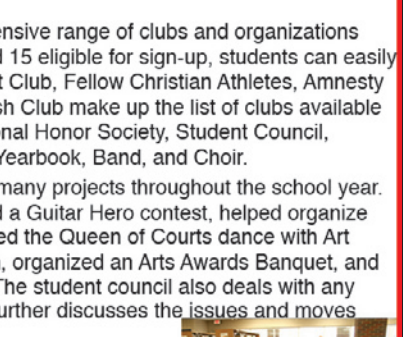 ensive range of clubs and organizations
15 eligible for sign-up, students can easily
Club, Fellow Christian Athletes, Amnesty
Club make up the list of clubs available
Honor Society, Student Council,
Yearbook, Band, and Choir.
many projects throughout the school year.
a Guitar Hero contest, helped organize
ed the Queen of Courts dance with Art
, organized an Arts Awards Banquet, and
The student council also deals with any
urther discusses the issues and moves